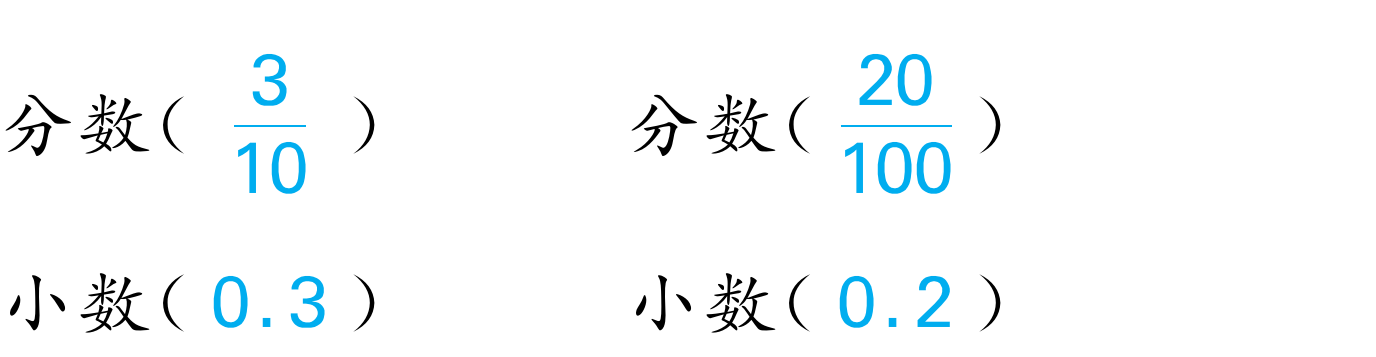 分数( 3/10 ) 分数( 20/100 )
小数( 0.3 ) 小数( 0.2 )